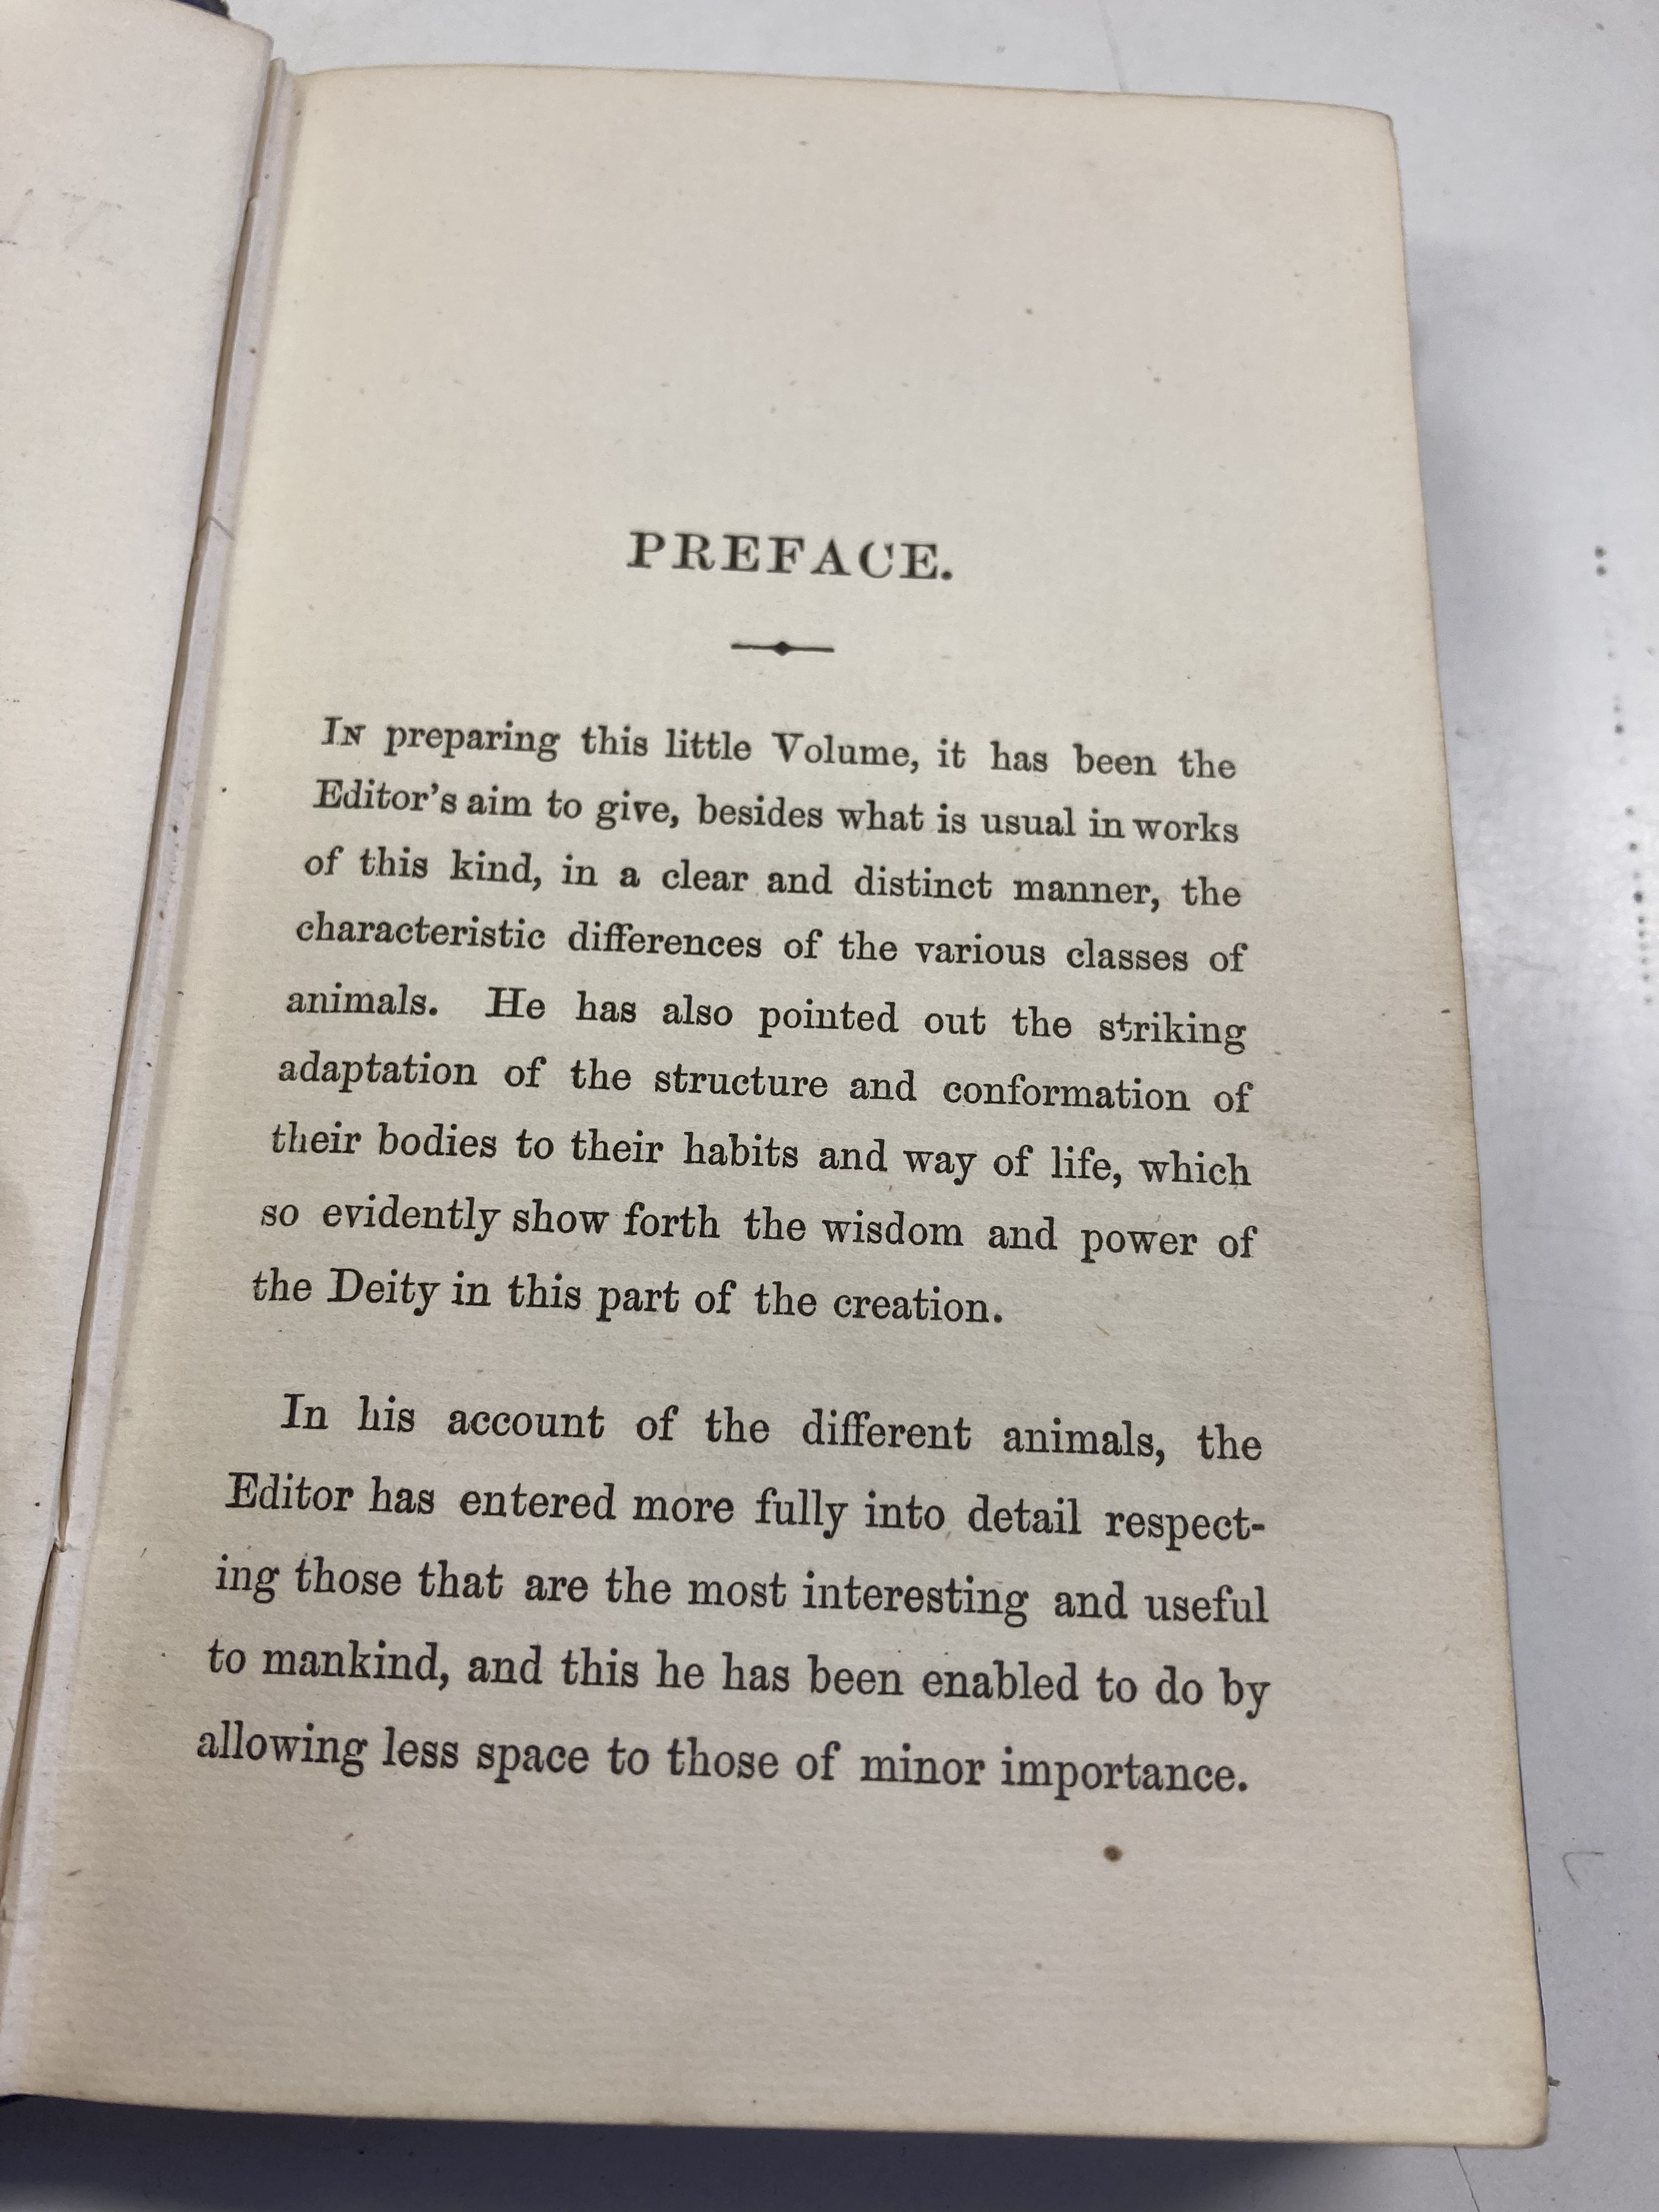 PREFACE.
In preparing this little Volume, it has been the
Editor's aim to give, besides what is usual in works
of this kind, in a clear and distinct manner, the
characteristic differences of the various classes of
animals. He has also pointed out the striking
adaptation of the structure and conformation of
their bodies to their habits and way of life, which
so evidently show forth the wisdom and power of
the Deity in this part of the creation.
In his account of the different animals, the
Editor has entered more fully into detail respect-
ing those that are the most interesting and useful
to mankind, and this he has been enabled to do by
allowing less space to those of minor importance.